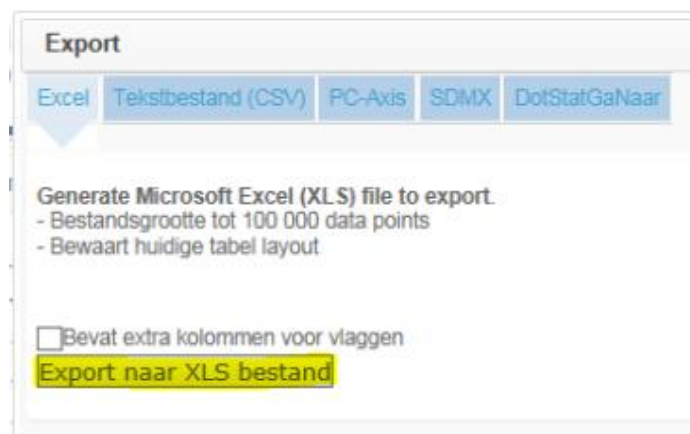 Export
Excel Tekstbestand (CSV) PC-Axis SDMX DotStatGaNaar
Generate Microsoft Excel (XLS) file to export.
- Bestandsgrootte tot 100 000 data points
- Bewaart huidige tabel layout
Bevat extra kolommen voor vlaggen
Export naar XLS bestand